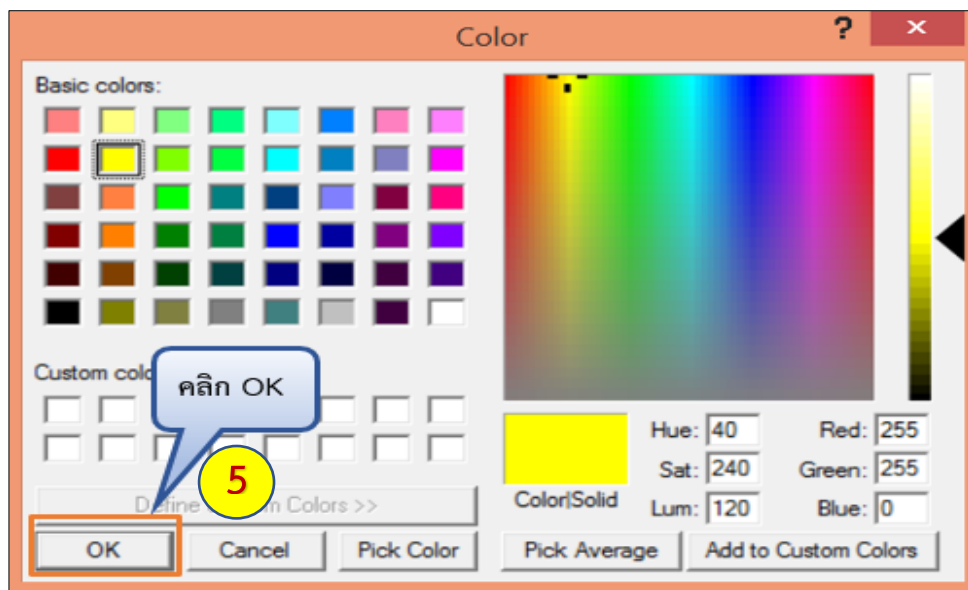 Color
?
×
Basic colors:
Custom colo
คลิก OK
5
Define m Colors >>
OK
Cancel
Pick Color
Color|Solid
Hue: 40
Sat: 240
Lum: 120
Red: 255
Green: 255
Blue: 0
Pick Average
Add to Custom Colors